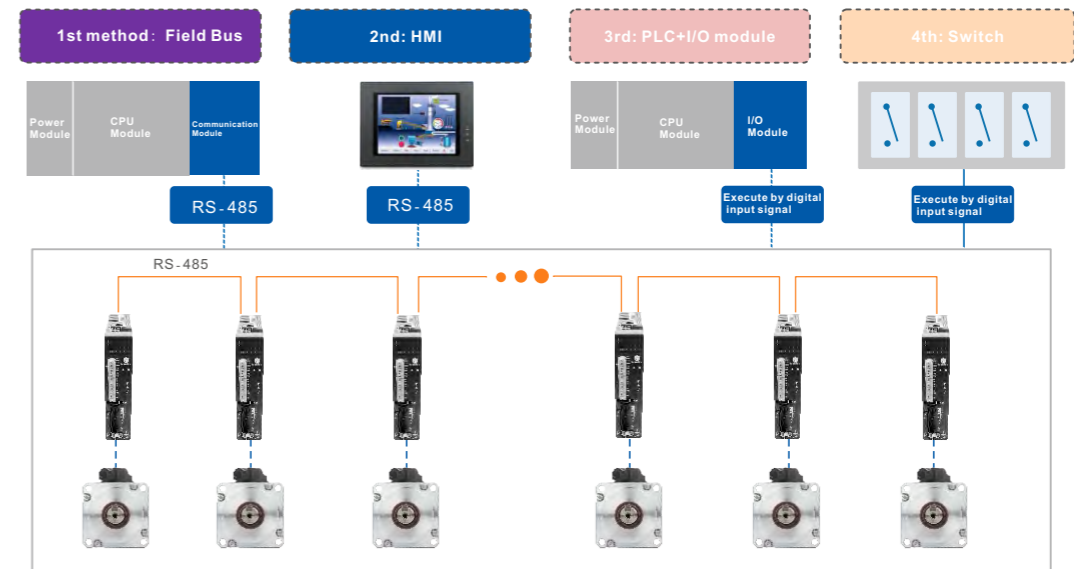 1st method: Field Bus
2nd: HMI
3rd: PLC+I/O module
4th: Switch
Power
Module
CPU
Module
Communication
Module
Power
Module
CPU
Module
I/O
Module
RS-485
RS-485
Execute by digital
input signal
Execute by digital
input signal
RS-485